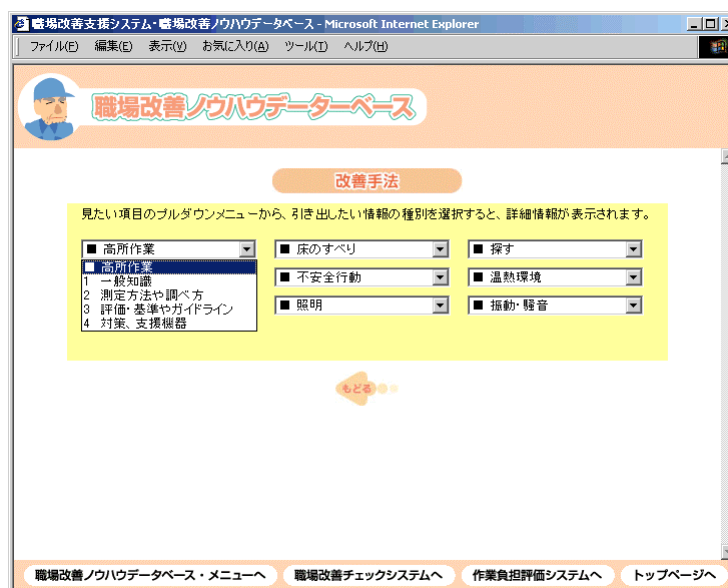 職場改善支援システム・職場改善ノウハウデータベース - Microsoft Internet Explorer
ファイル(F) 編集(E) 表示(V) お気に入り(A) ツール(T) ヘルプ(H)
職場改善ノウハウデーターベース
改善手法
見たい項目のプルダウンメニューから、引き出したい情報の種別を選択すると、詳細情報が表示されます。
■ 高所作業 ■ 床のすべり ■ 探す
■ 高所作業
1 一般知識 ■ 不安全行動 ■ 温熱環境
2 測定方法や調べ方
3 評価・基準やガイドライン ■ 照明 ■ 振動・騒音
4 対策、支援機器
もどる
職場改善ノウハウデータベース・メニューへ 職場改善チェックシステムへ 作業負担評価システムへ トップページへ